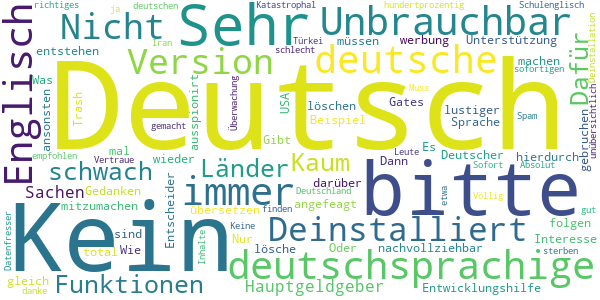 richtiges ja deutschen Katastrophal hundertprozentig Schulenglisch
Nicht Sehr Unbrauchbar Dafür
Iran Türkei müssen werbung Unterstützung
entstehen Version schlecht deutsche machen sofortigen
Englisch Was Muss Deinstallation
ansonsten Trash ausspioniert Überwachung USA löschen Gates lustiger Spam unübersichtlich
Deutsch
mal Beispiel Sprache gebrochen
gemacht Gibt Es Deutscher hierdurch
empfohlen Vertraue wieder Kaum Leute Dann Sofort Absolut
schwach Länder darüber
Sachen Gedanken immer Deutschland bitte etwa Völlig gut
Kein mitzumachen Entscheider übersetzen finden angefeagt
Datenfresser sind Keine Deinstalliert folgen
total Wie Inhalte Nur lösche Oder nachvollziehbar Interesse
gleich sterben
danke Funktionen Hauptgeldgeber deutschsprachige
Entwicklungshilfe